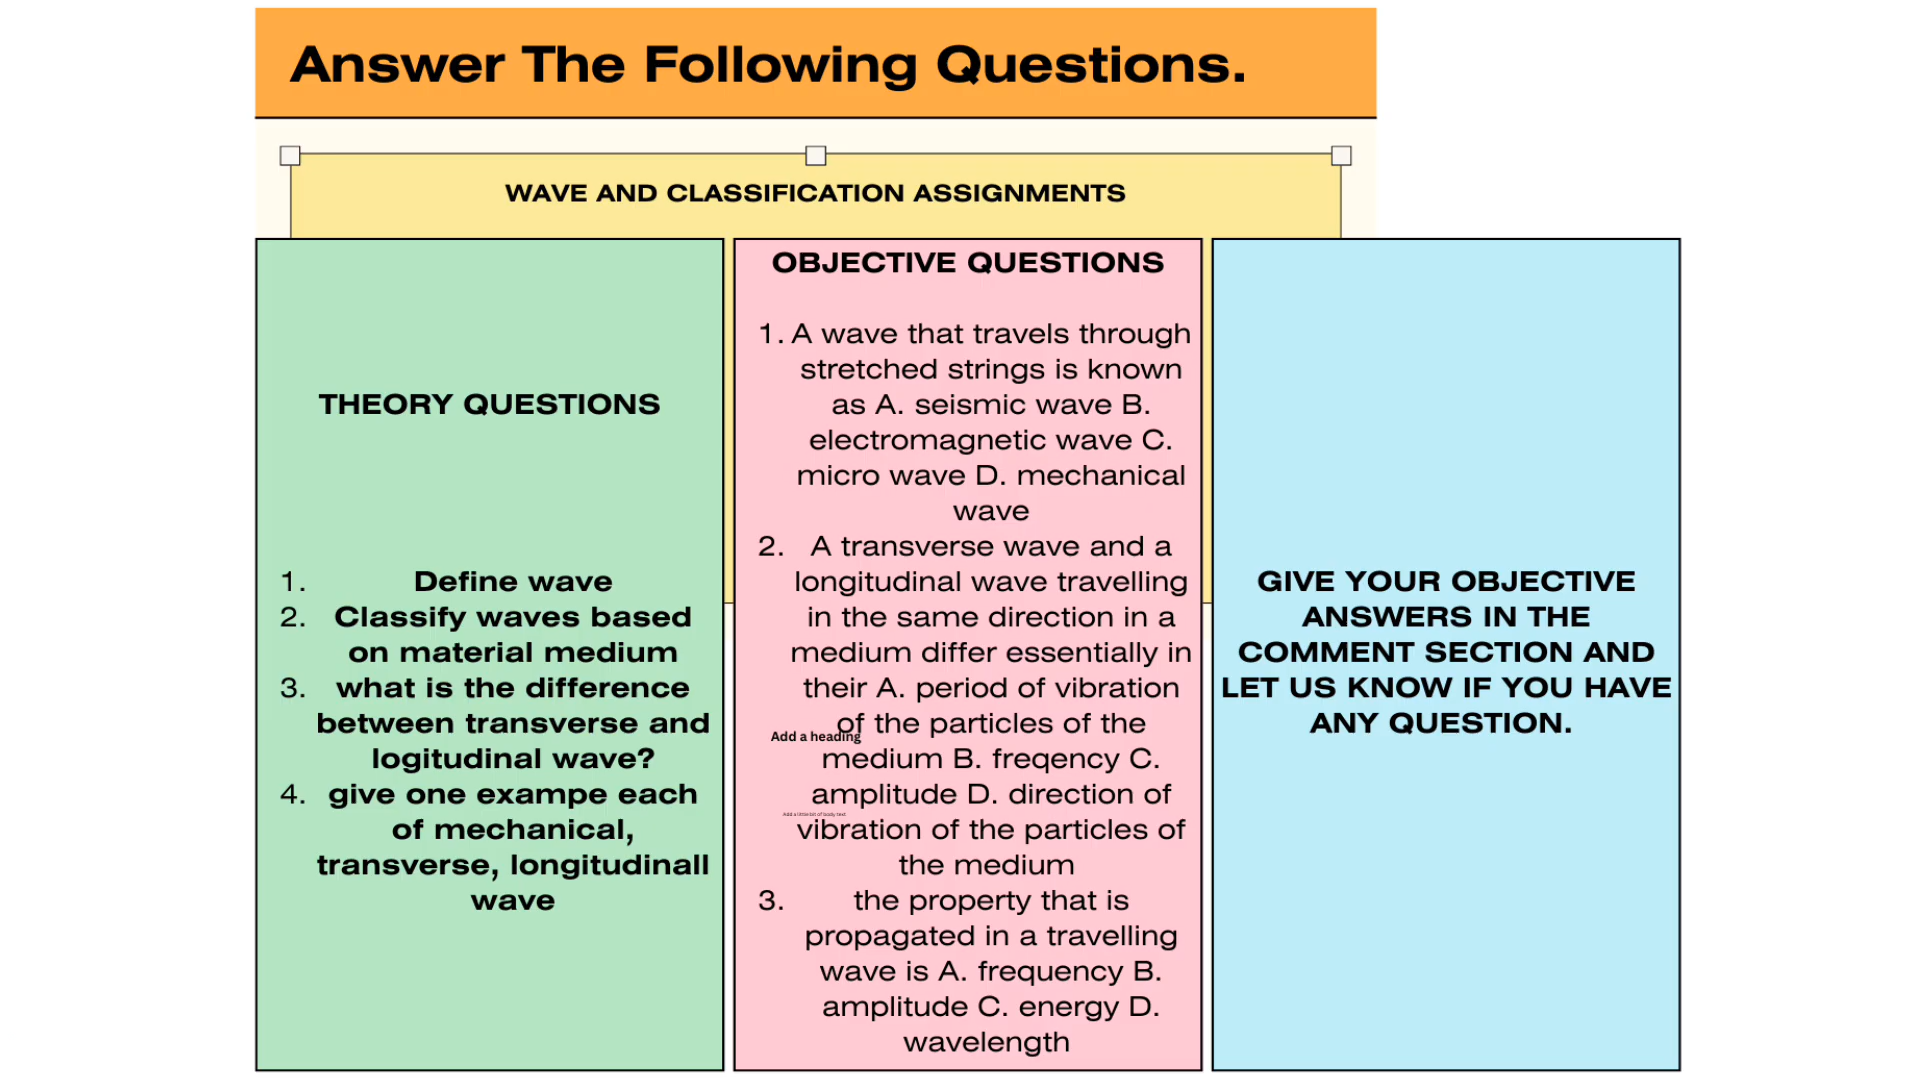 Answer The Following Questions.
WAVE AND CLASSIFICATION ASSIGNMENTS
THEORY QUESTIONS
1. Define wave
2. Classify waves based
on material medium
3. what is the difference
between transverse and
logitudinal wave?
4. give one exampe each
of mechanical,
transverse, longitudinall
wave
OBJECTIVE QUESTIONS
1. A wave that travels through
stretched strings is known
as A. seismic wave B.
electromagnetic wave C.
micro wave D. mechanical
wave
2. A transverse wave and a
longitudinal wave travelling
in the same direction in a
medium differ essentially in
their A. period of vibration
of the particles of the
Add a heading
medium B. freqency C.
amplitude D. direction of
Add a little bit of body text
vibration of the particles of
the medium
3. the property that is
propagated in a travelling
wave is A. frequency B.
amplitude C. energy D.
wavelength
GIVE YOUR OBJECTIVE
ANSWERS IN THE
COMMENT SECTION AND
LET US KNOW IF YOU HAVE
ANY QUESTION.